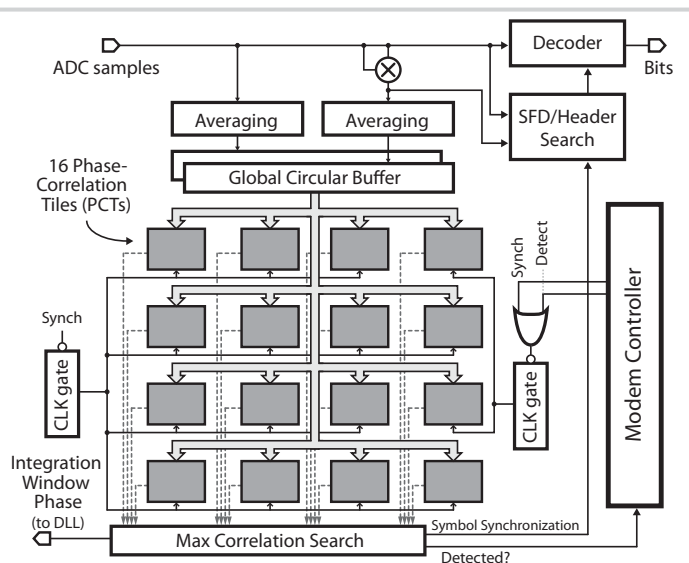 ADC samples
Decoder
Bits
Averaging
Averaging
SFD/Header
Search
16 Phase-
Correlation
Tiles (PCTs)
Global Circular Buffer
Synch
Detect
Synch
CLK gate
CLK gate
Modem Controller
Integration
Window
Phase
(to DLL)
Max Correlation Search
Symbol Synchronization
Detected?